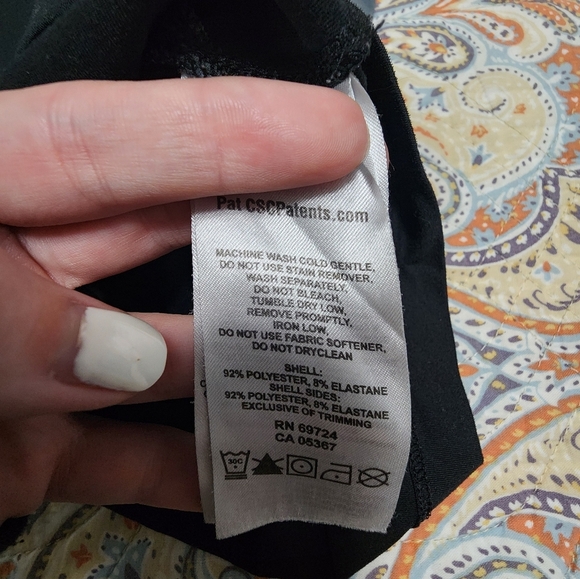 Pat CSCPatents.com
MACHINE WASH COLD GENTLE,
DO NOT USE STAIN REMOVER,
WASH SEPARATELY,
DO NOT BLEACH,
TUMBLE DRY LOW,
REMOVE PROMPTLY,
IRON LOW,
DO NOT USE FABRIC SOFTENER,
DO NOT DRYCLEAN
SHELL:
92% POLYESTER, 8% ELASTANE
SHELL SIDES:
92% POLYESTER, 8% ELASTANE
EXCLUSIVE OF TRIMMING
RN 69724
CA 05367
30C